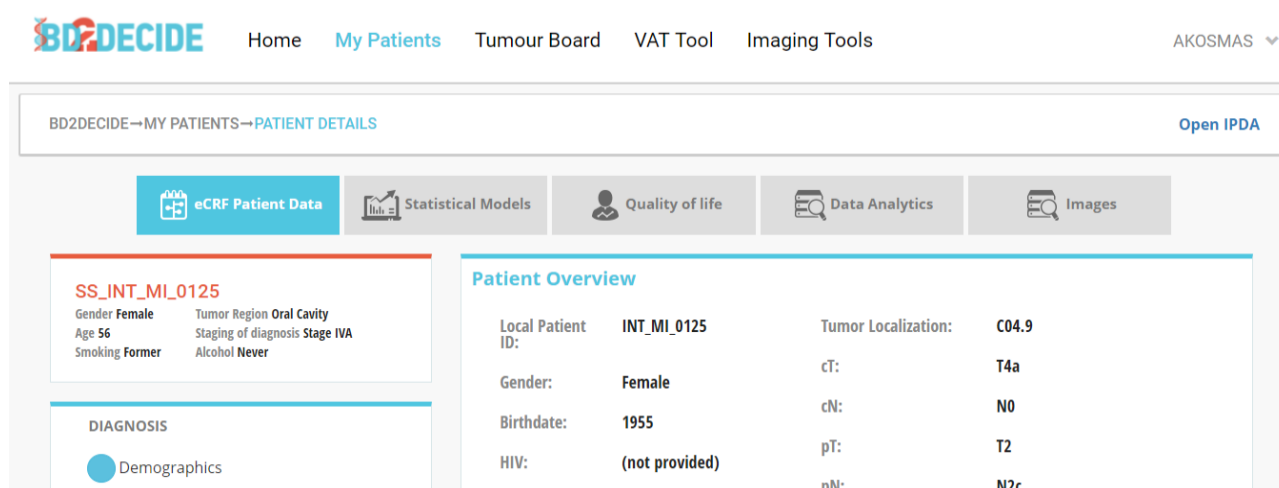 BD2DECIDE Home My Patients Tumour Board VAT Tool Imaging Tools AKOSMAS
BD2DECIDE→MY PATIENTS→PATIENT DETAILS Open IPDA
eCRF Patient Data Statistical Models Quality of life Data Analytics Images
SS_INT_MI_0125
Gender Female Tumor Region Oral Cavity
Age 56 Staging of diagnosis Stage IVA
Smoking Former Alcohol Never
DIAGNOSIS
Demographics
Patient Overview
Local Patient ID: INT_MI_0125
Gender: Female
Birthdate: 1955
HIV: (not provided)
Tumor Localization: C04.9
cT: T4a
cN: N0
pT: T2
pN: N2c